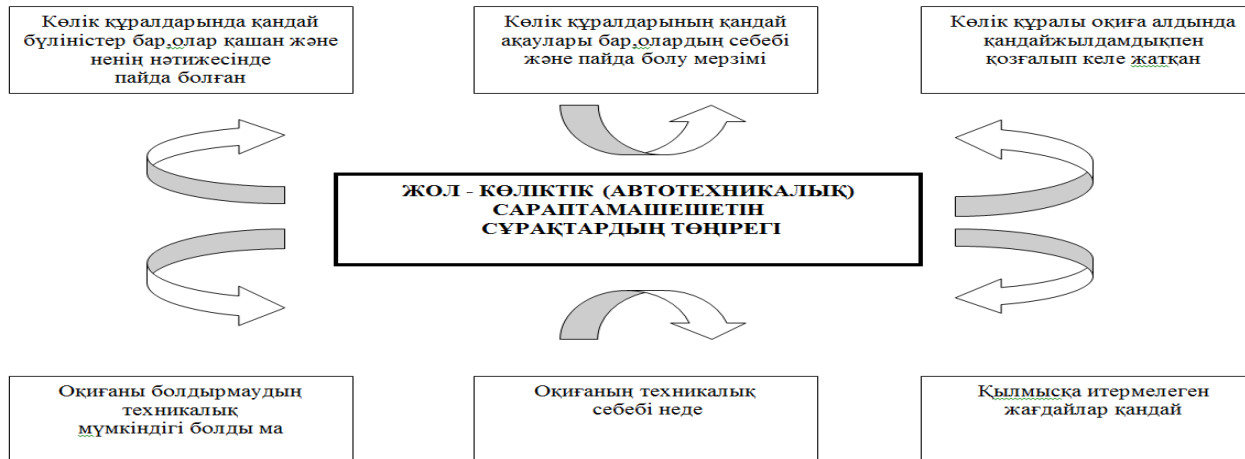 Көлік құралдарында қандай
бүліністер бар,олар қашан және
ненің нәтижесінде
пайда болған
Көлік құралдарының қандай
ақаулары бар,олардың себебі
және пайда болу мерзімі
Көлік құралы оқиға алдында
қандайжылдамдықпен
қозғалып келе жатқан
ЖОЛ - КӨЛІКТІК (АВТОТЕХНИКАЛЫҚ)
САРАПТАМАШЕШЕТІН
СҰРАҚТАРДЫҢ ТӨҢІРЕГІ
Оқиғаны болдырмаудың
техникалық
мүмкіндігі болды ма
Оқиғаның техникалық
себебі неде
Қылмысқа итермелеген
жағдайлар қандай